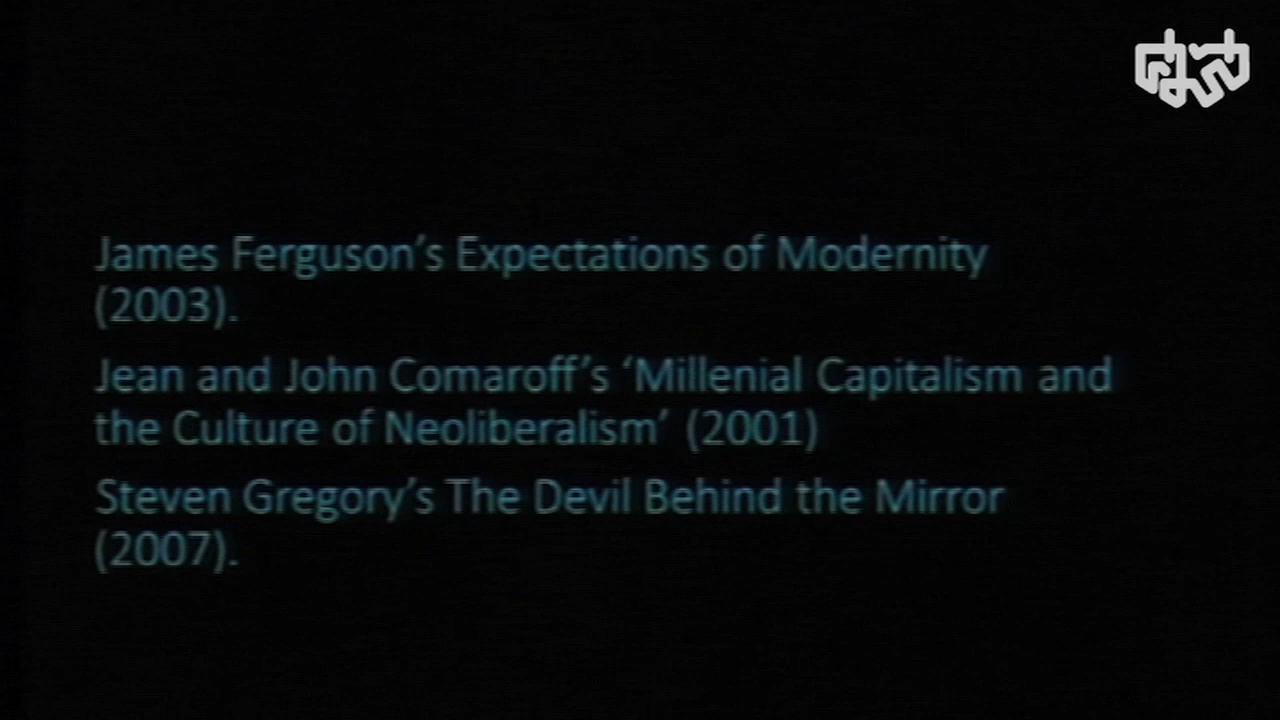 James Ferguson’s Expectations of Modernity
(2003).
Jean and John Comaroff’s ‘Millenial Capitalism and
the Culture of Neoliberalism’ (2001)
Steven Gregory’s The Devil Behind the Mirror
(2007).